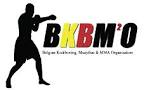 BKBM²O
Belgian Kickboxing, Muaythai & MMA Organization